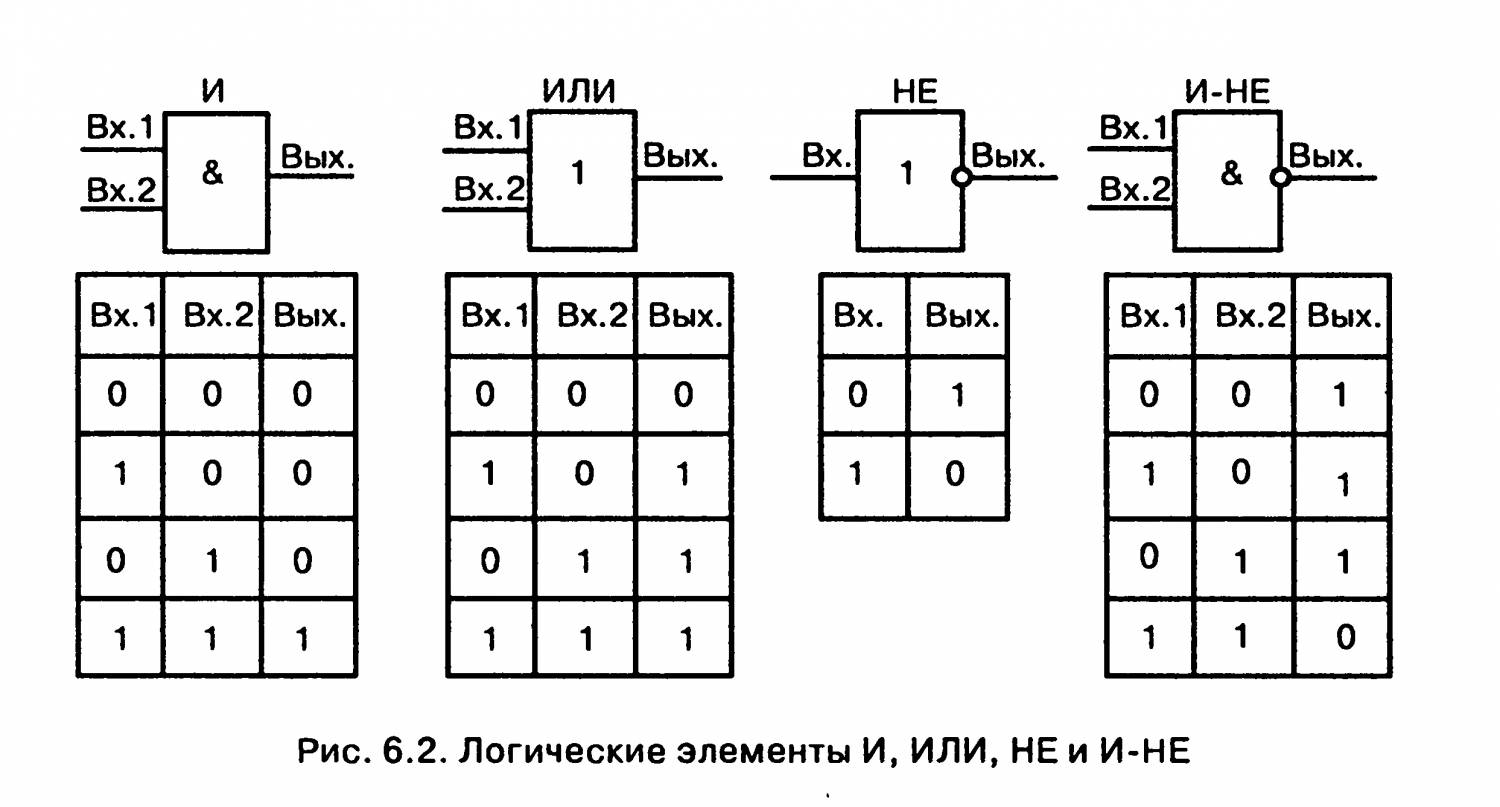 И ИЛИ НЕ И-НЕ
Вх.1 Вх.1 Вх.1
& Вых. 1 Вых. Вх. 1 Вых. & Вых.
Вх.2 Вх.2 Вх.2
Вх.1 Вх.2 Вых. Вх.1 Вх.2 Вых. Вх. Вых. Вх.1 Вх.2 Вых.
0 0 0 0 0 0 0 1 0 0 1
1 0 0 1 0 1 1 0 1 0 1
0 1 0 0 1 1 0 1 1
1 1 1 1 1 1 1 1 0
Рис. 6.2. Логические элементы И, ИЛИ, НЕ и И-НЕ